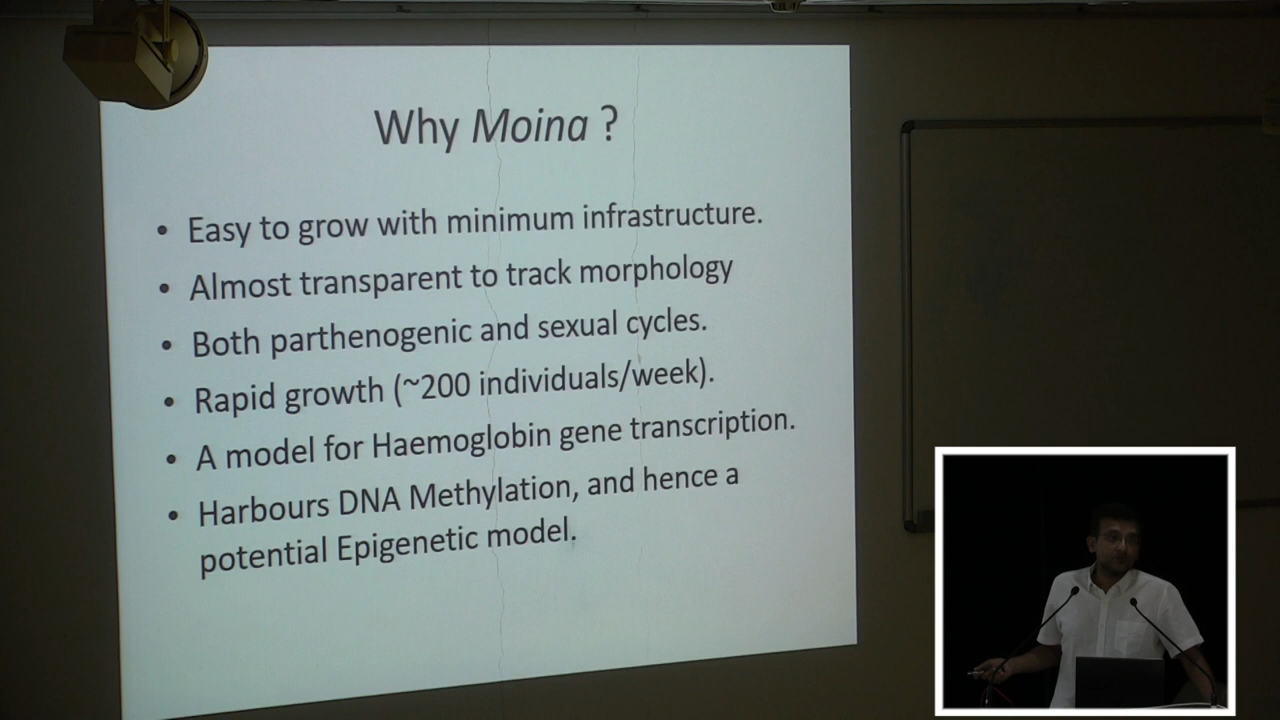 Why Moina ?
• Easy to grow with minimum infrastructure.
• Almost transparent to track morphology
• Both parthenogenic and sexual cycles.
• Rapid growth (~200 individuals/week).
• A model for Haemoglobin gene transcription.
• Harbours DNA Methylation, and hence a
potential Epigenetic model.